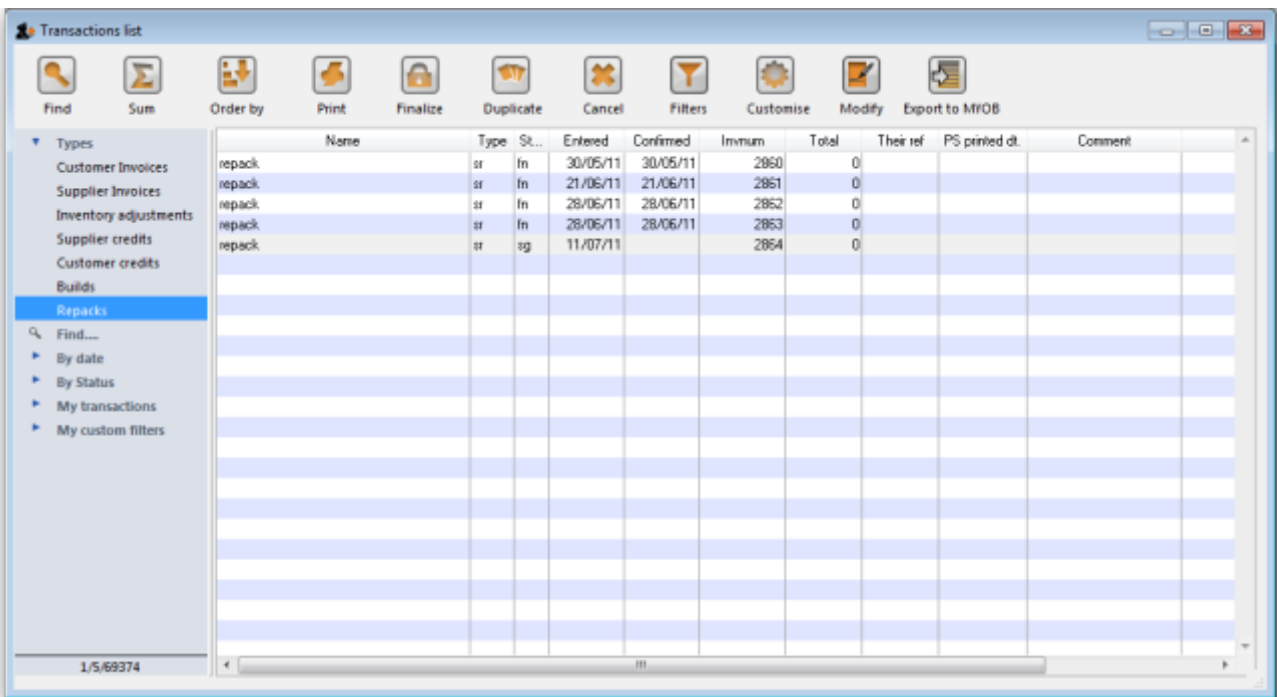 Transactions list
Find Sum Order by Print Finalize Duplicate Cancel Filters Customise Modify Export to MYOB
Types
Customer Invoices
Supplier Invoices
Inventory adjustments
Supplier credits
Customer credits
Builds
Repacks
Find....
By date
By Status
My transactions
My custom filters
1/5/69374
Name Type St... Entered Confirmed Invnum Total Their ref PS printed dt. Comment
repack sr fn 30/05/11 30/05/11 2860 0
repack sr fn 21/06/11 21/06/11 2861 0
repack sr fn 28/06/11 28/06/11 2862 0
repack sr fn 28/06/11 28/06/11 2863 0
repack sr sg 11/07/11 2864 0